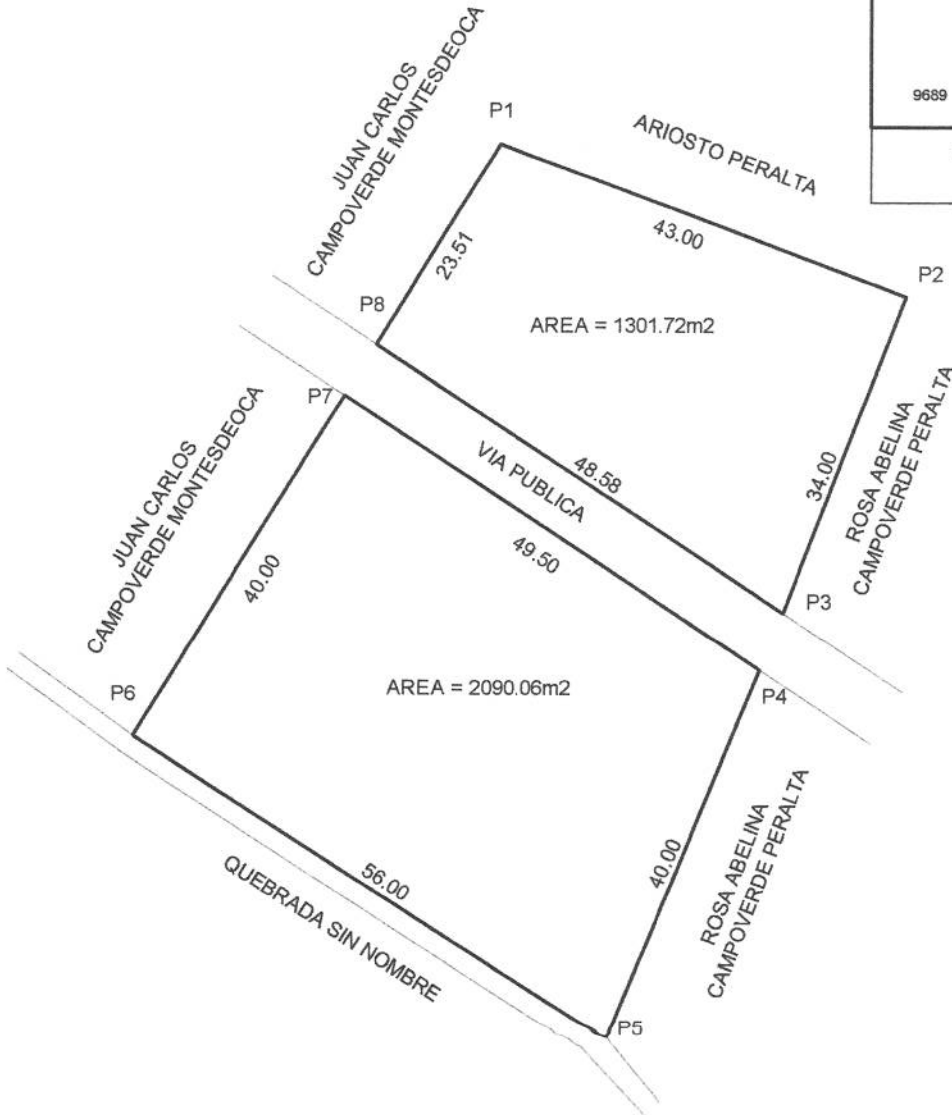 9689
P1
JUAN CARLOS
CAMPOVERDE MONTESDEOCA
ARIOSTO PERALTA
43.00
23.51
P2
P8
AREA = 1301.72m2
P7
ROSA ABELINA
CAMPOVERDE PERALTA
34.00
JUAN CARLOS
CAMPOVERDE MONTESDEOCA
VIA PUBLICA
48.58
49.50
40.00
P3
P6
AREA = 2090.06m2
P4
ROSA ABELINA
CAMPOVERDE PERALTA
40.00
56.00
QUEBRADA SIN NOMBRE
P5